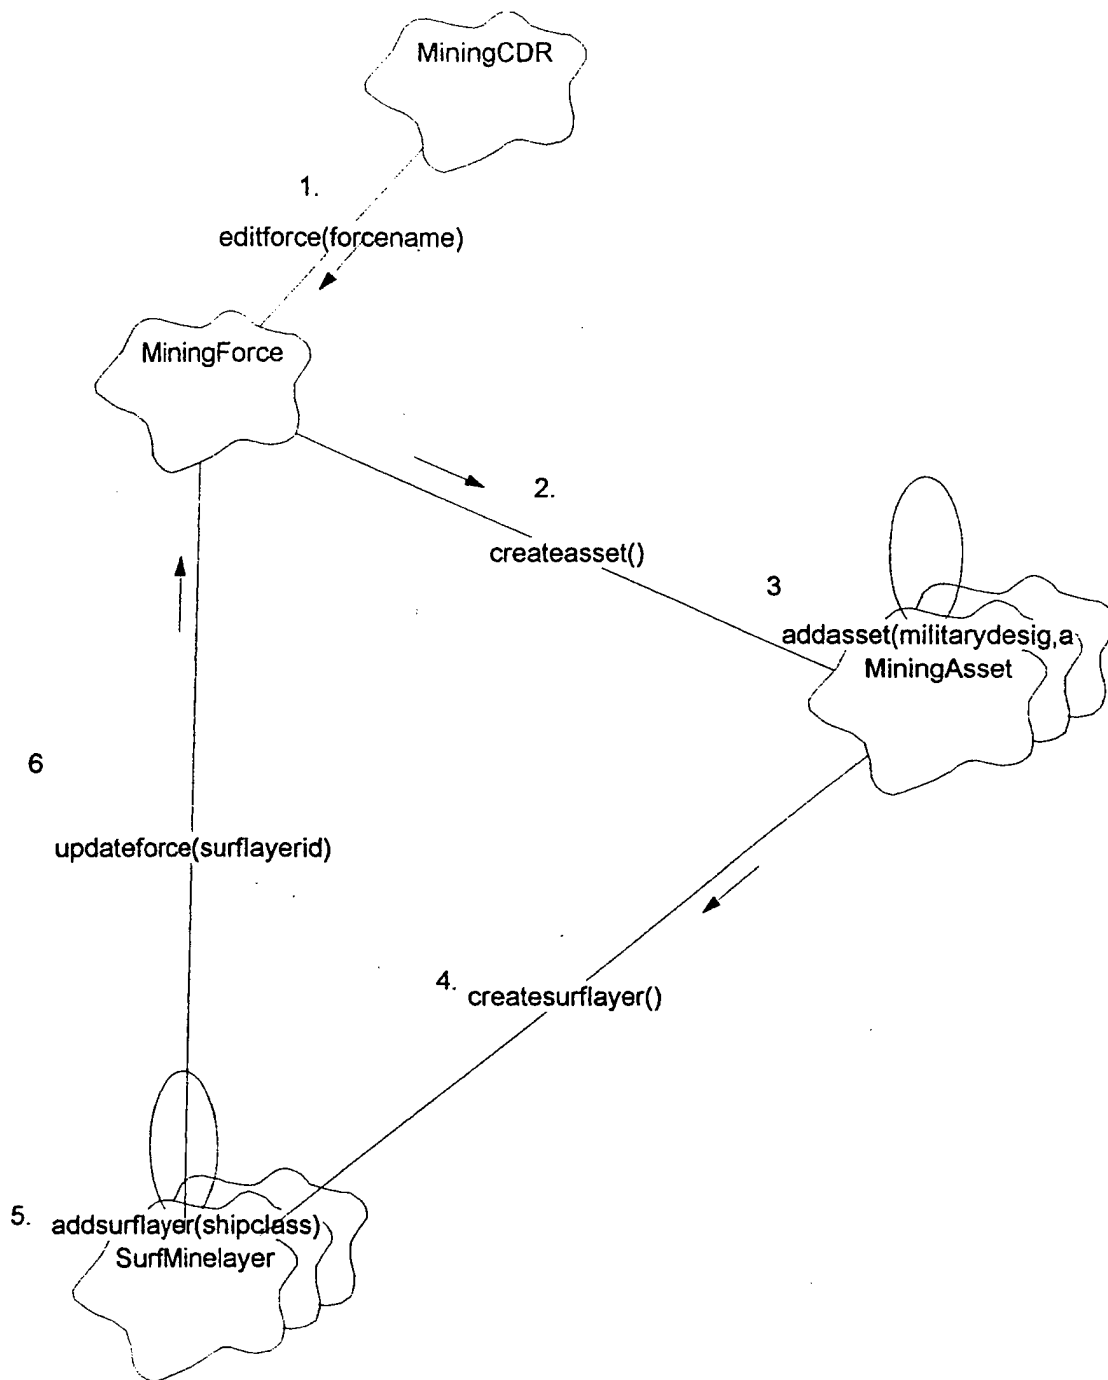 MiningCDR
1.
editforce(forcename)
MiningForce
2.
createasset()
3
addasset(militarydesig,a
MiningAsset
6
updateforce(surflayerid)
4.
createsurflayer()
5.
addsurflayer(shipclass)
SurfMinelayer